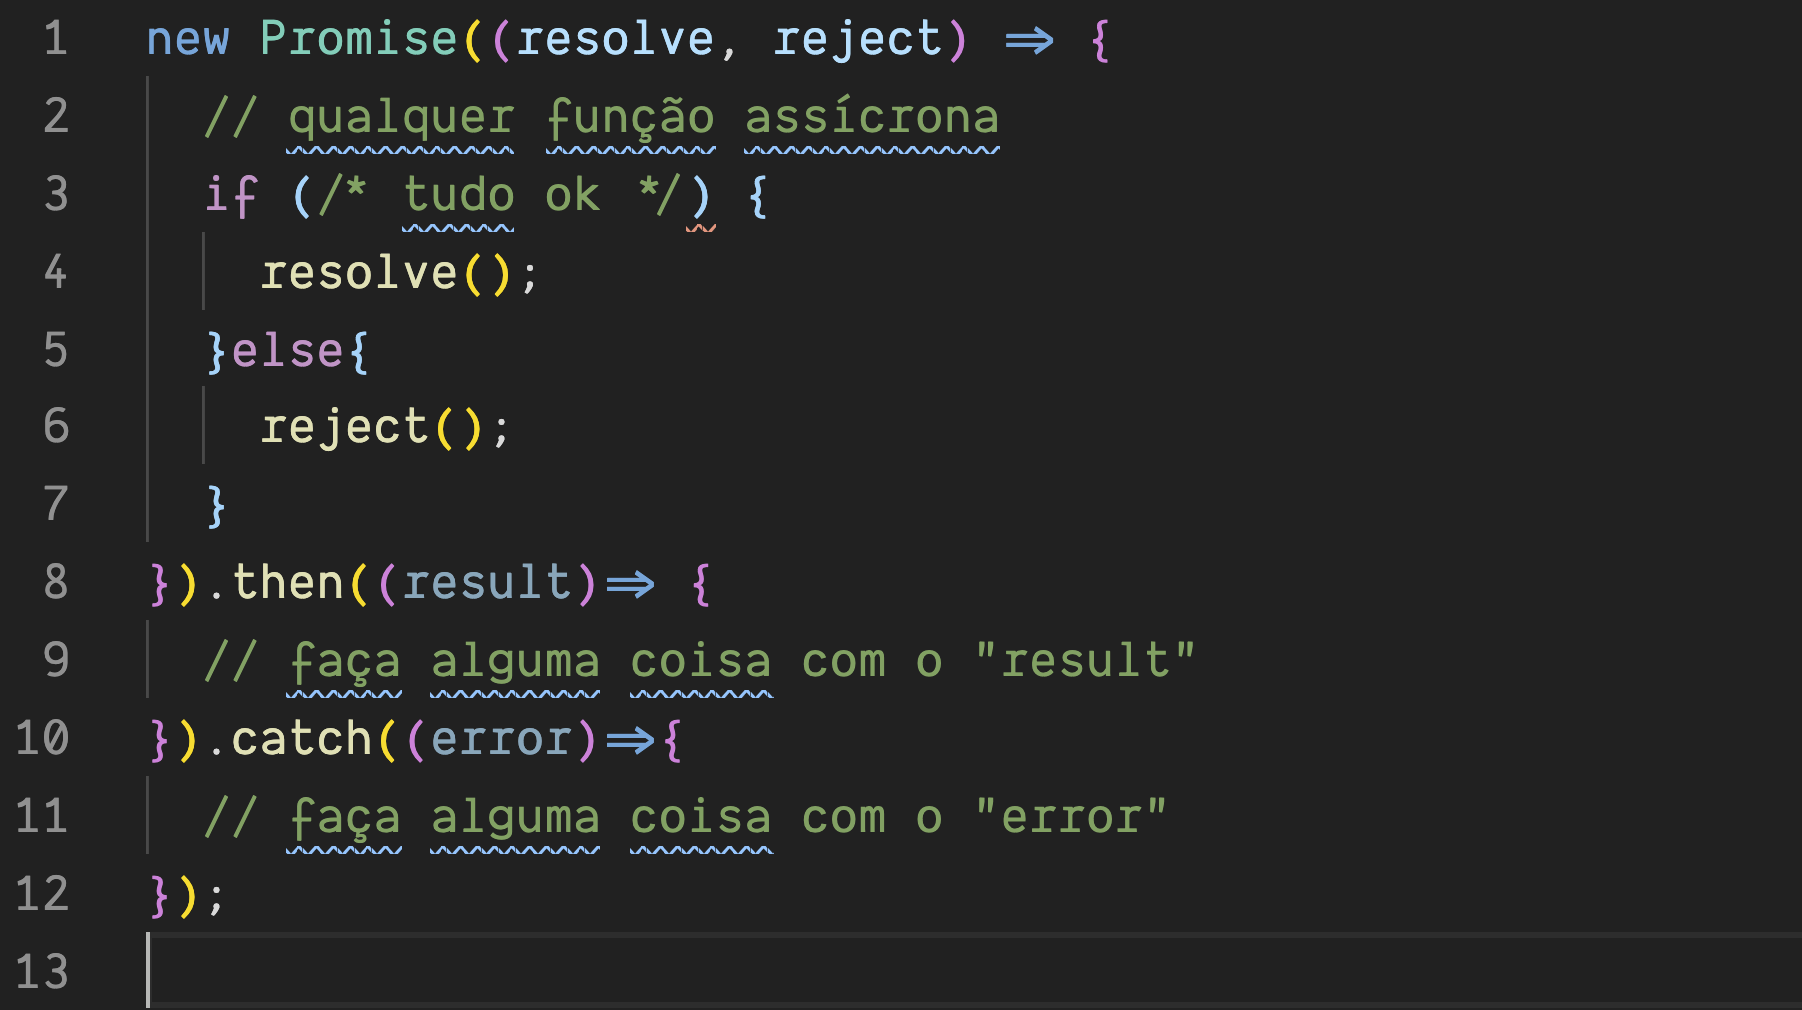 1 new Promise((resolve, reject) => {
2 // qualquer função assícrona
3 if (/* tudo ok */) {
4 resolve();
5 }else{
6 reject();
7 }
8 }).then((result)=> {
9 // faça alguma coisa com o "result"
10 }).catch((error)=>{
11 // faça alguma coisa com o "error"
12 });
13